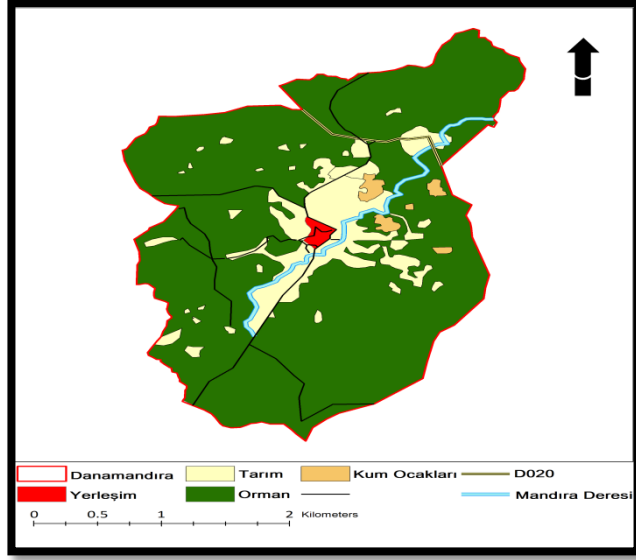 Danamandıra Tarım Kum Ocakları D020
Yerleşim Orman Mandıra Deresi
0 0.5 1 2 Kilometers